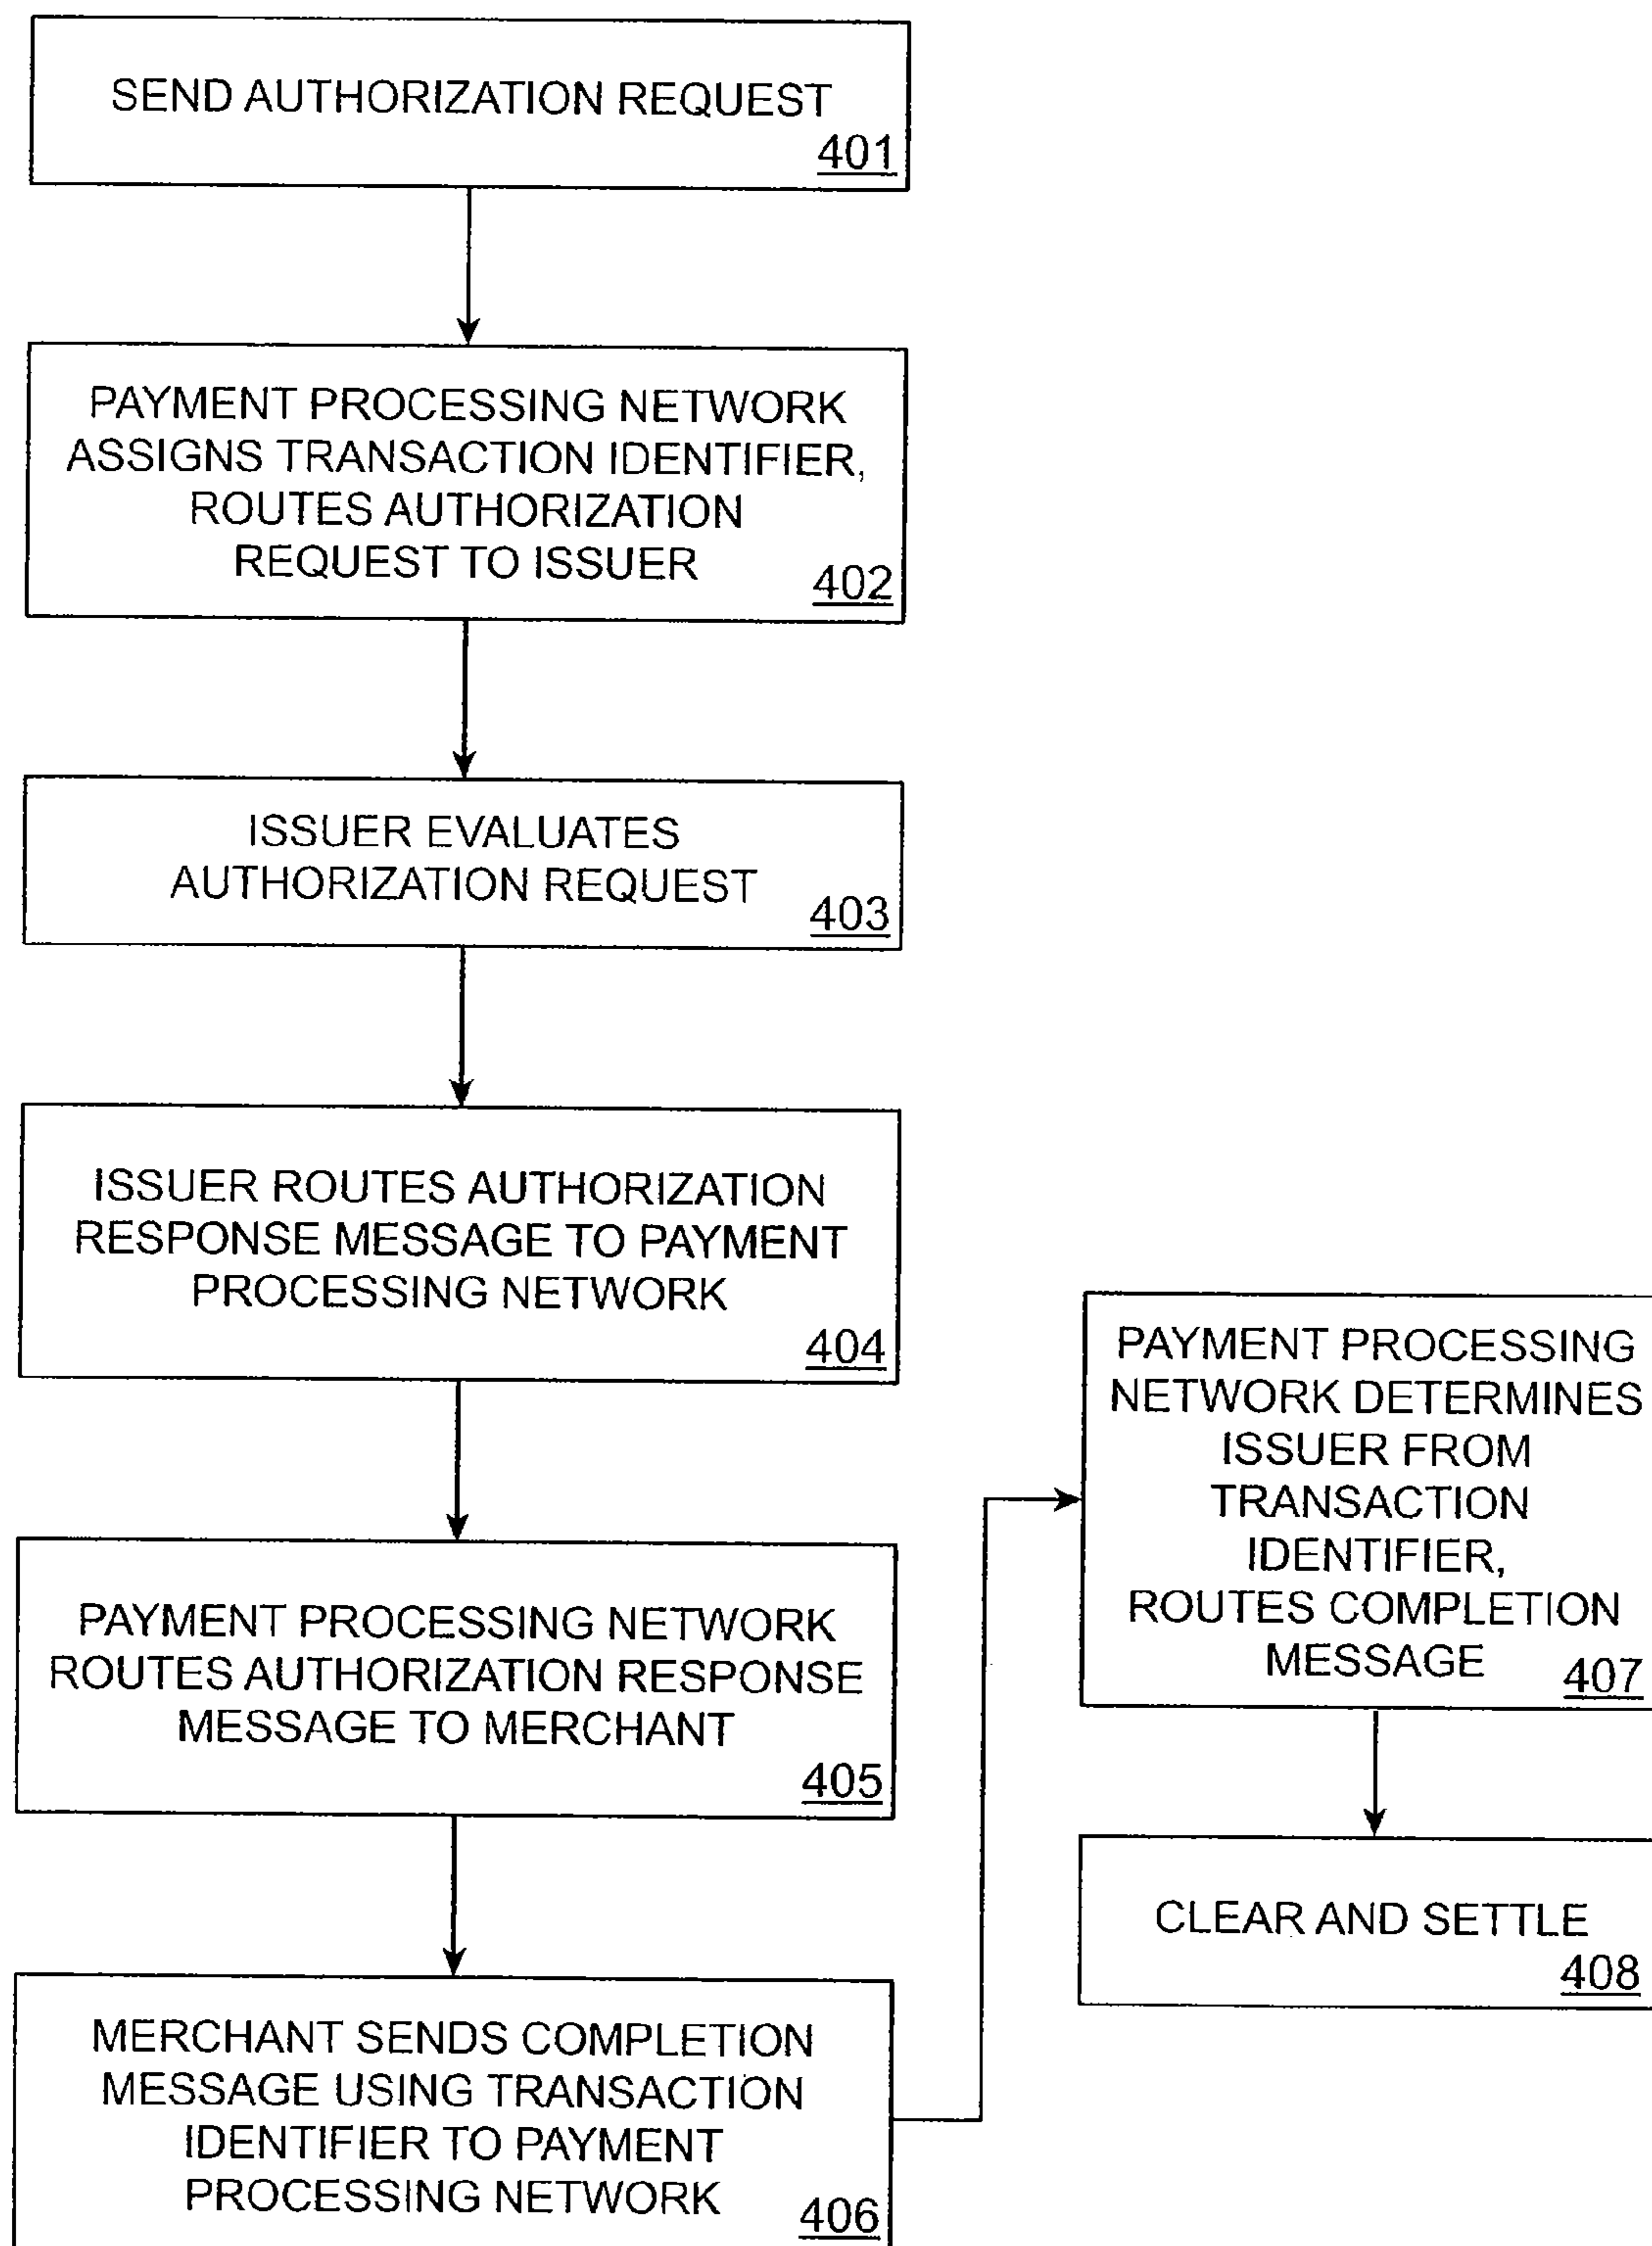 SEND AUTHORIZATION REQUEST
401
PAYMENT PROCESSING NETWORK
ASSIGNS TRANSACTION IDENTIFIER,
ROUTES AUTHORIZATION
REQUEST TO ISSUER
402
ISSUER EVALUATES
AUTHORIZATION REQUEST
403
ISSUER ROUTES AUTHORIZATION
RESPONSE MESSAGE TO PAYMENT
PROCESSING NETWORK
404
PAYMENT PROCESSING NETWORK
ROUTES AUTHORIZATION RESPONSE
MESSAGE TO MERCHANT
405
MERCHANT SENDS COMPLETION
MESSAGE USING TRANSACTION
IDENTIFIER TO PAYMENT
PROCESSING NETWORK
406
PAYMENT PROCESSING
NETWORK DETERMINES
ISSUER FROM
TRANSACTION
IDENTIFIER,
ROUTES COMPLETION
MESSAGE
407
CLEAR AND SETTLE
408